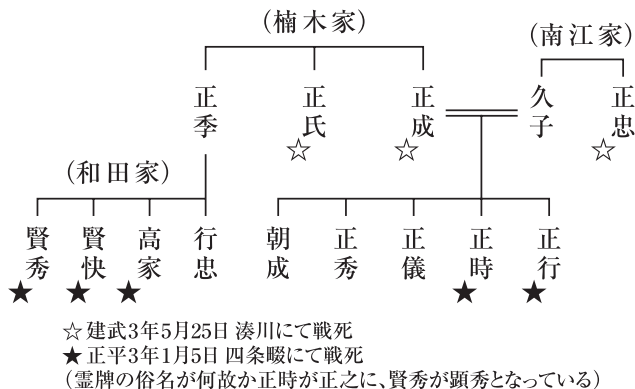 （楠木家）
（南江家）
正忠☆
久子
正成☆
正氏☆
正季
（和田家）
正行★
正時★
正儀
正秀
朝成
行忠
高家★
賢快★
賢秀★
☆建武3年5月25日 湊川にて戦死
★正平3年1月5日 四条畷にて戦死
（霊牌の俗名が何故か正時が正之に、賢秀が顕秀となっている）